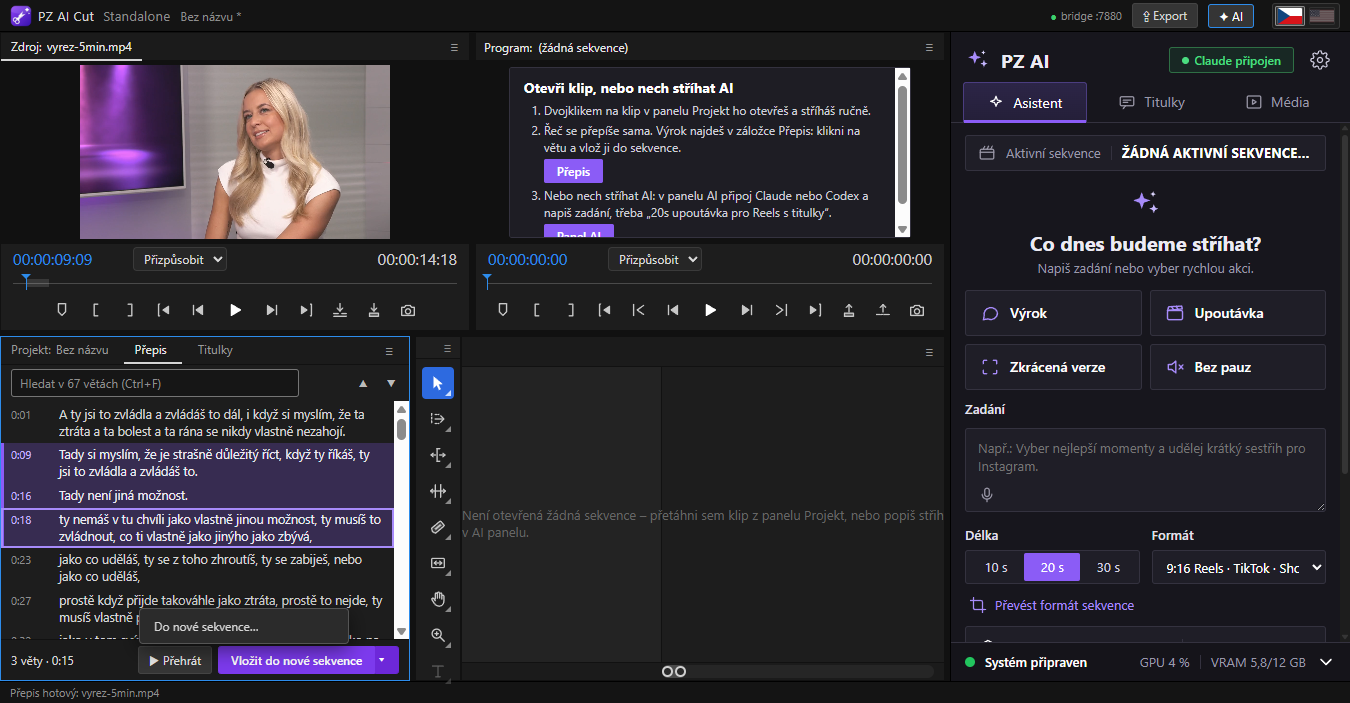 PZ AI Cut Standalone Bez názvu *
bridge :7880 Export AI
Zdroj: vyrez-5min.mp4
00:00:09:09 Přizpůsobit 00:00:14:18
Program: (žádná sekvence)
Otevři klip, nebo nech stříhat AI
1. Dvojklikem na klip v panelu Projekt ho otevřeš a stříháš ručně.
2. Řeč se přepíše sama. Výrok najdeš v záložce Přepis: klikni na
větu a vlož ji do sekvence.
Přepis
3. Nebo nech stříhat AI: v panelu AI připoj Claude nebo Codex a
napiš zadání, třeba „20s upoutávka pro Reels s titulky“.
Panel AI
00:00:00:00 Přizpůsobit 00:00:00:00
Projekt: Bez názvu Přepis Titulky
Hledat v 67 větách (Ctrl+F)
0:01 A ty jsi to zvládla a zvládáš to dál, i když si myslím, že ta
ztráta a ta bolest a ta rána se nikdy vlastně nezahojí.
0:09 Tady si myslím, že je strašně důležitý říct, když ty říkáš, ty
jsi to zvládla a zvládáš to.
0:16 Tady není jiná možnost.
0:18 ty nemáš v tu chvíli jako vlastně jinou možnost, ty musíš to
zvládnout, co ti vlastně jako jinýho jako zbývá,
0:23 jako co uděláš, ty se z toho zhroutíš, ty se zabiješ, nebo
jako co uděláš,
0:27 prostě když přijde takováhle jako ztráta, prostě to nejde, ty
musíš vlastně
Do nové sekvence...
3 věty · 0:15 Přehrát Vložit do nové sekvence
Není otevřená žádná sekvence – přetáhni sem klip z panelu Projekt, nebo popiš střih
v AI panelu.
Přepis hotový: vyrez-5min.mp4
PZ AI Claude připojen
Asistent Titulky Média
Aktivní sekvence ŽÁDNÁ AKTIVNÍ SEKVENCE...
Co dnes budeme stříhat?
Napiš zadání nebo vyber rychlou akci.
Výrok Upoutávka
Zkrácená verze Bez pauz
Zadání
Např.: Vyber nejlepší momenty a udělej krátký sestřih pro
Instagram.
Délka Formát
10 s 20 s 30 s 9:16 Reels · TikTok · Sho
Převést formát sekvence
Systém připraven GPU 4 % VRAM 5,8/12 GB